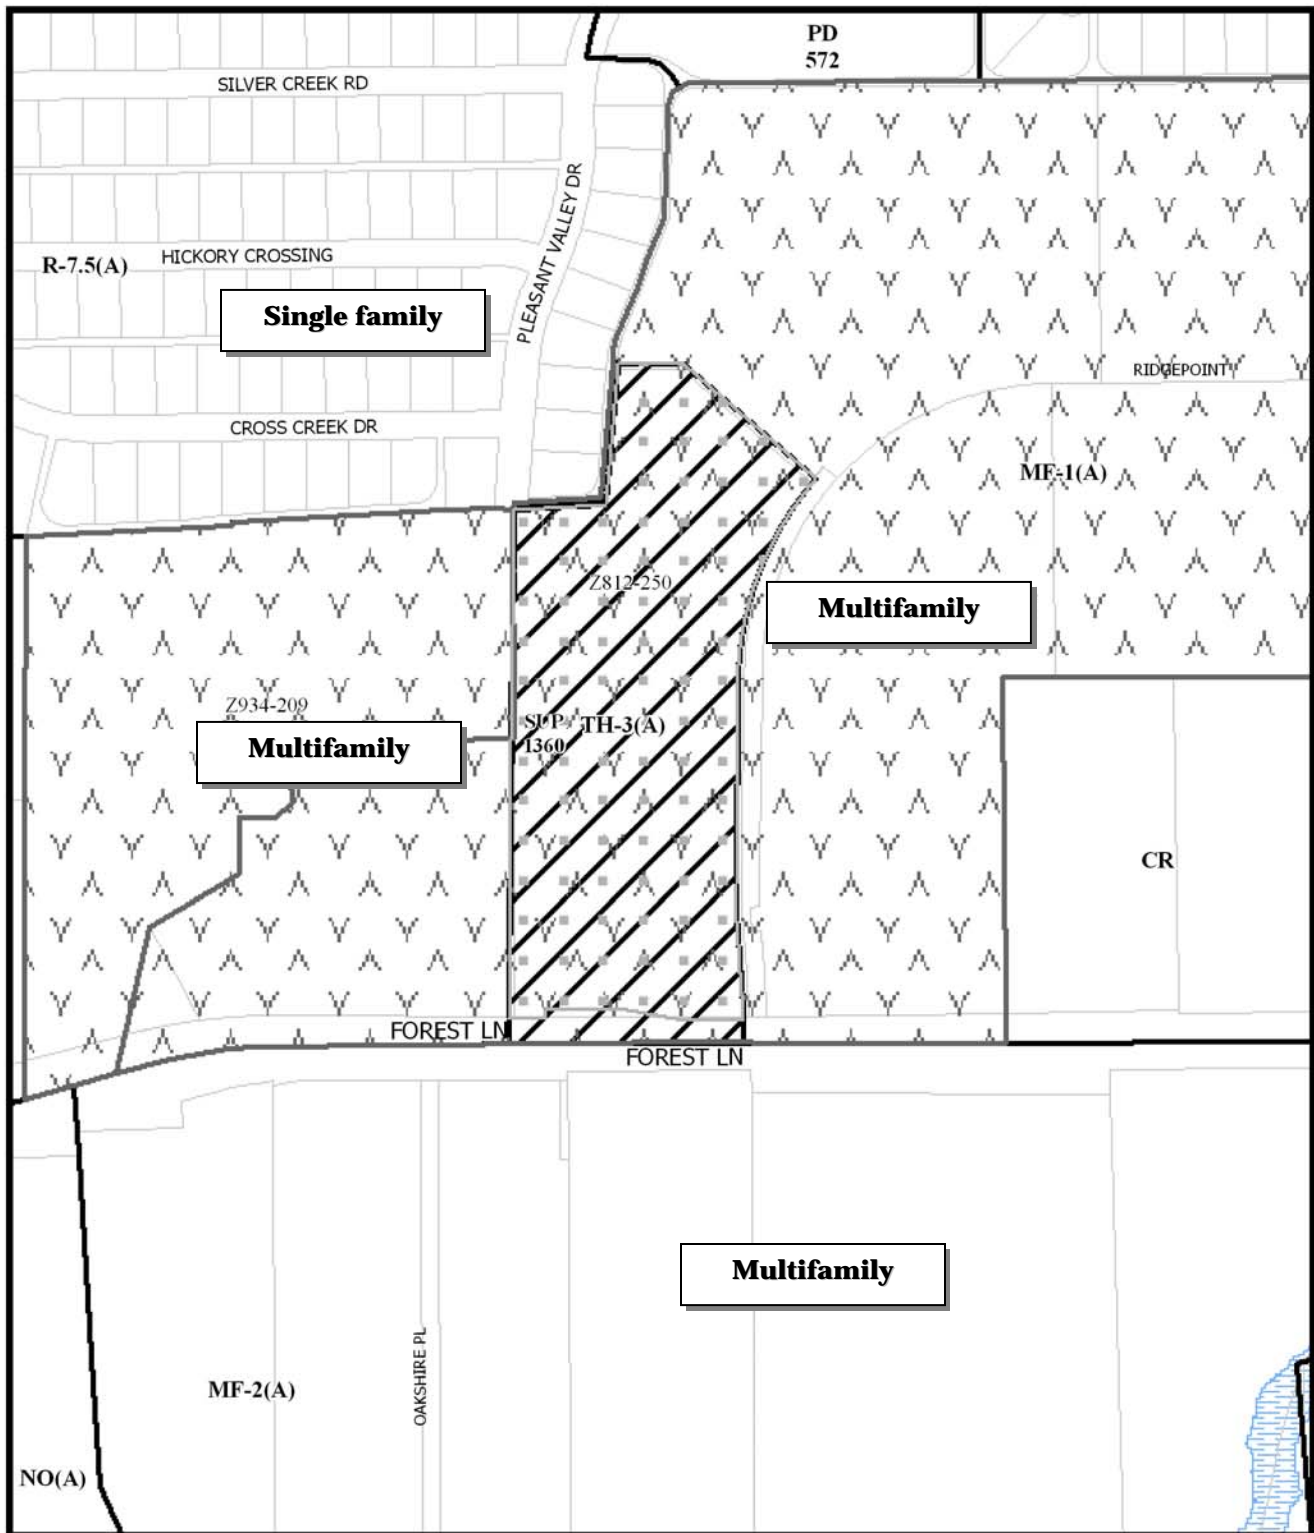 PD
572
SILVER CREEK RD
PLEASANT VALLEY DR
HICKORY CROSSING
R-7.5(A)
Single family
RIDGEPOINT
CROSS CREEK DR
MF-1(A)
Z812-250
Multifamily
Z934-209
SUP
1360
TH-3(A)
Multifamily
CR
FOREST LN
FOREST LN
Multifamily
OAKSHIRE PL
MF-2(A)
NO(A)